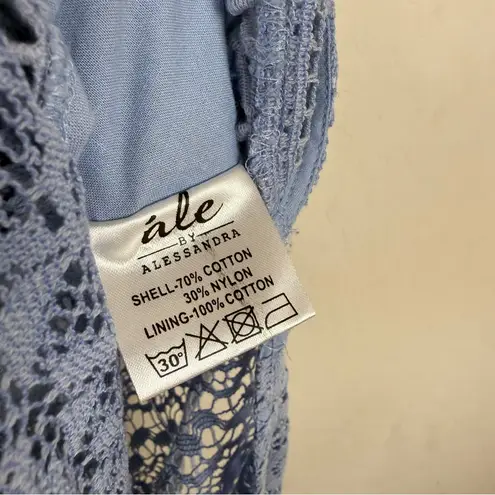 ále
BY
ALESSANDRA
SHELL-70% COTTON
30% NYLON
LINING-100% COTTON
30°